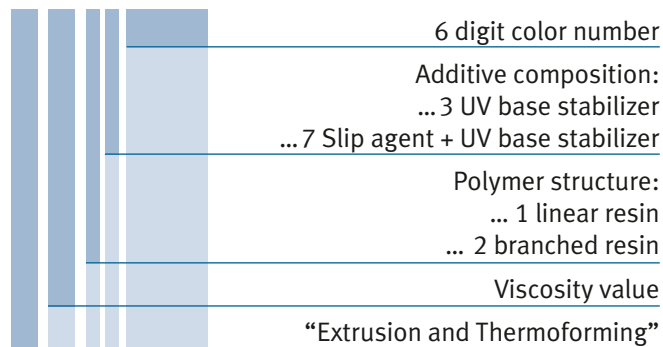 6 digit color number
Additive composition:
... 3 UV base stabilizer
... 7 Slip agent + UV base stabilizer
Polymer structure:
... 1 linear resin
... 2 branched resin
Viscosity value
“Extrusion and Thermoforming”